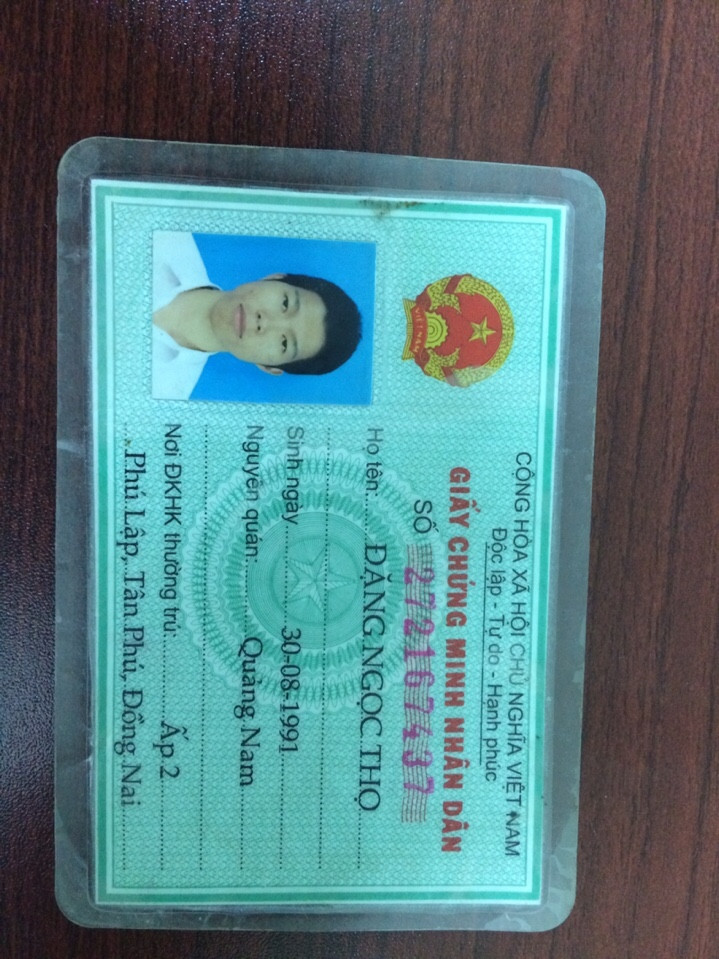 CỘNG HÒA XÃ HỘI CHỦ NGHĨA VIỆT NAM
Độc lập - Tự do - Hạnh phúc
GIẤY CHỨNG MINH NHÂN DÂN
SỐ 272167437
VIỆT NAM
Họ tên: ĐẶNG NGỌC THỌ
Sinh ngày 30-08-1991
Nguyên quán: Quảng Nam
Nơi ĐKHK thường trú: Ấp 2
Phú Lập, Tân Phú, Đồng Nai